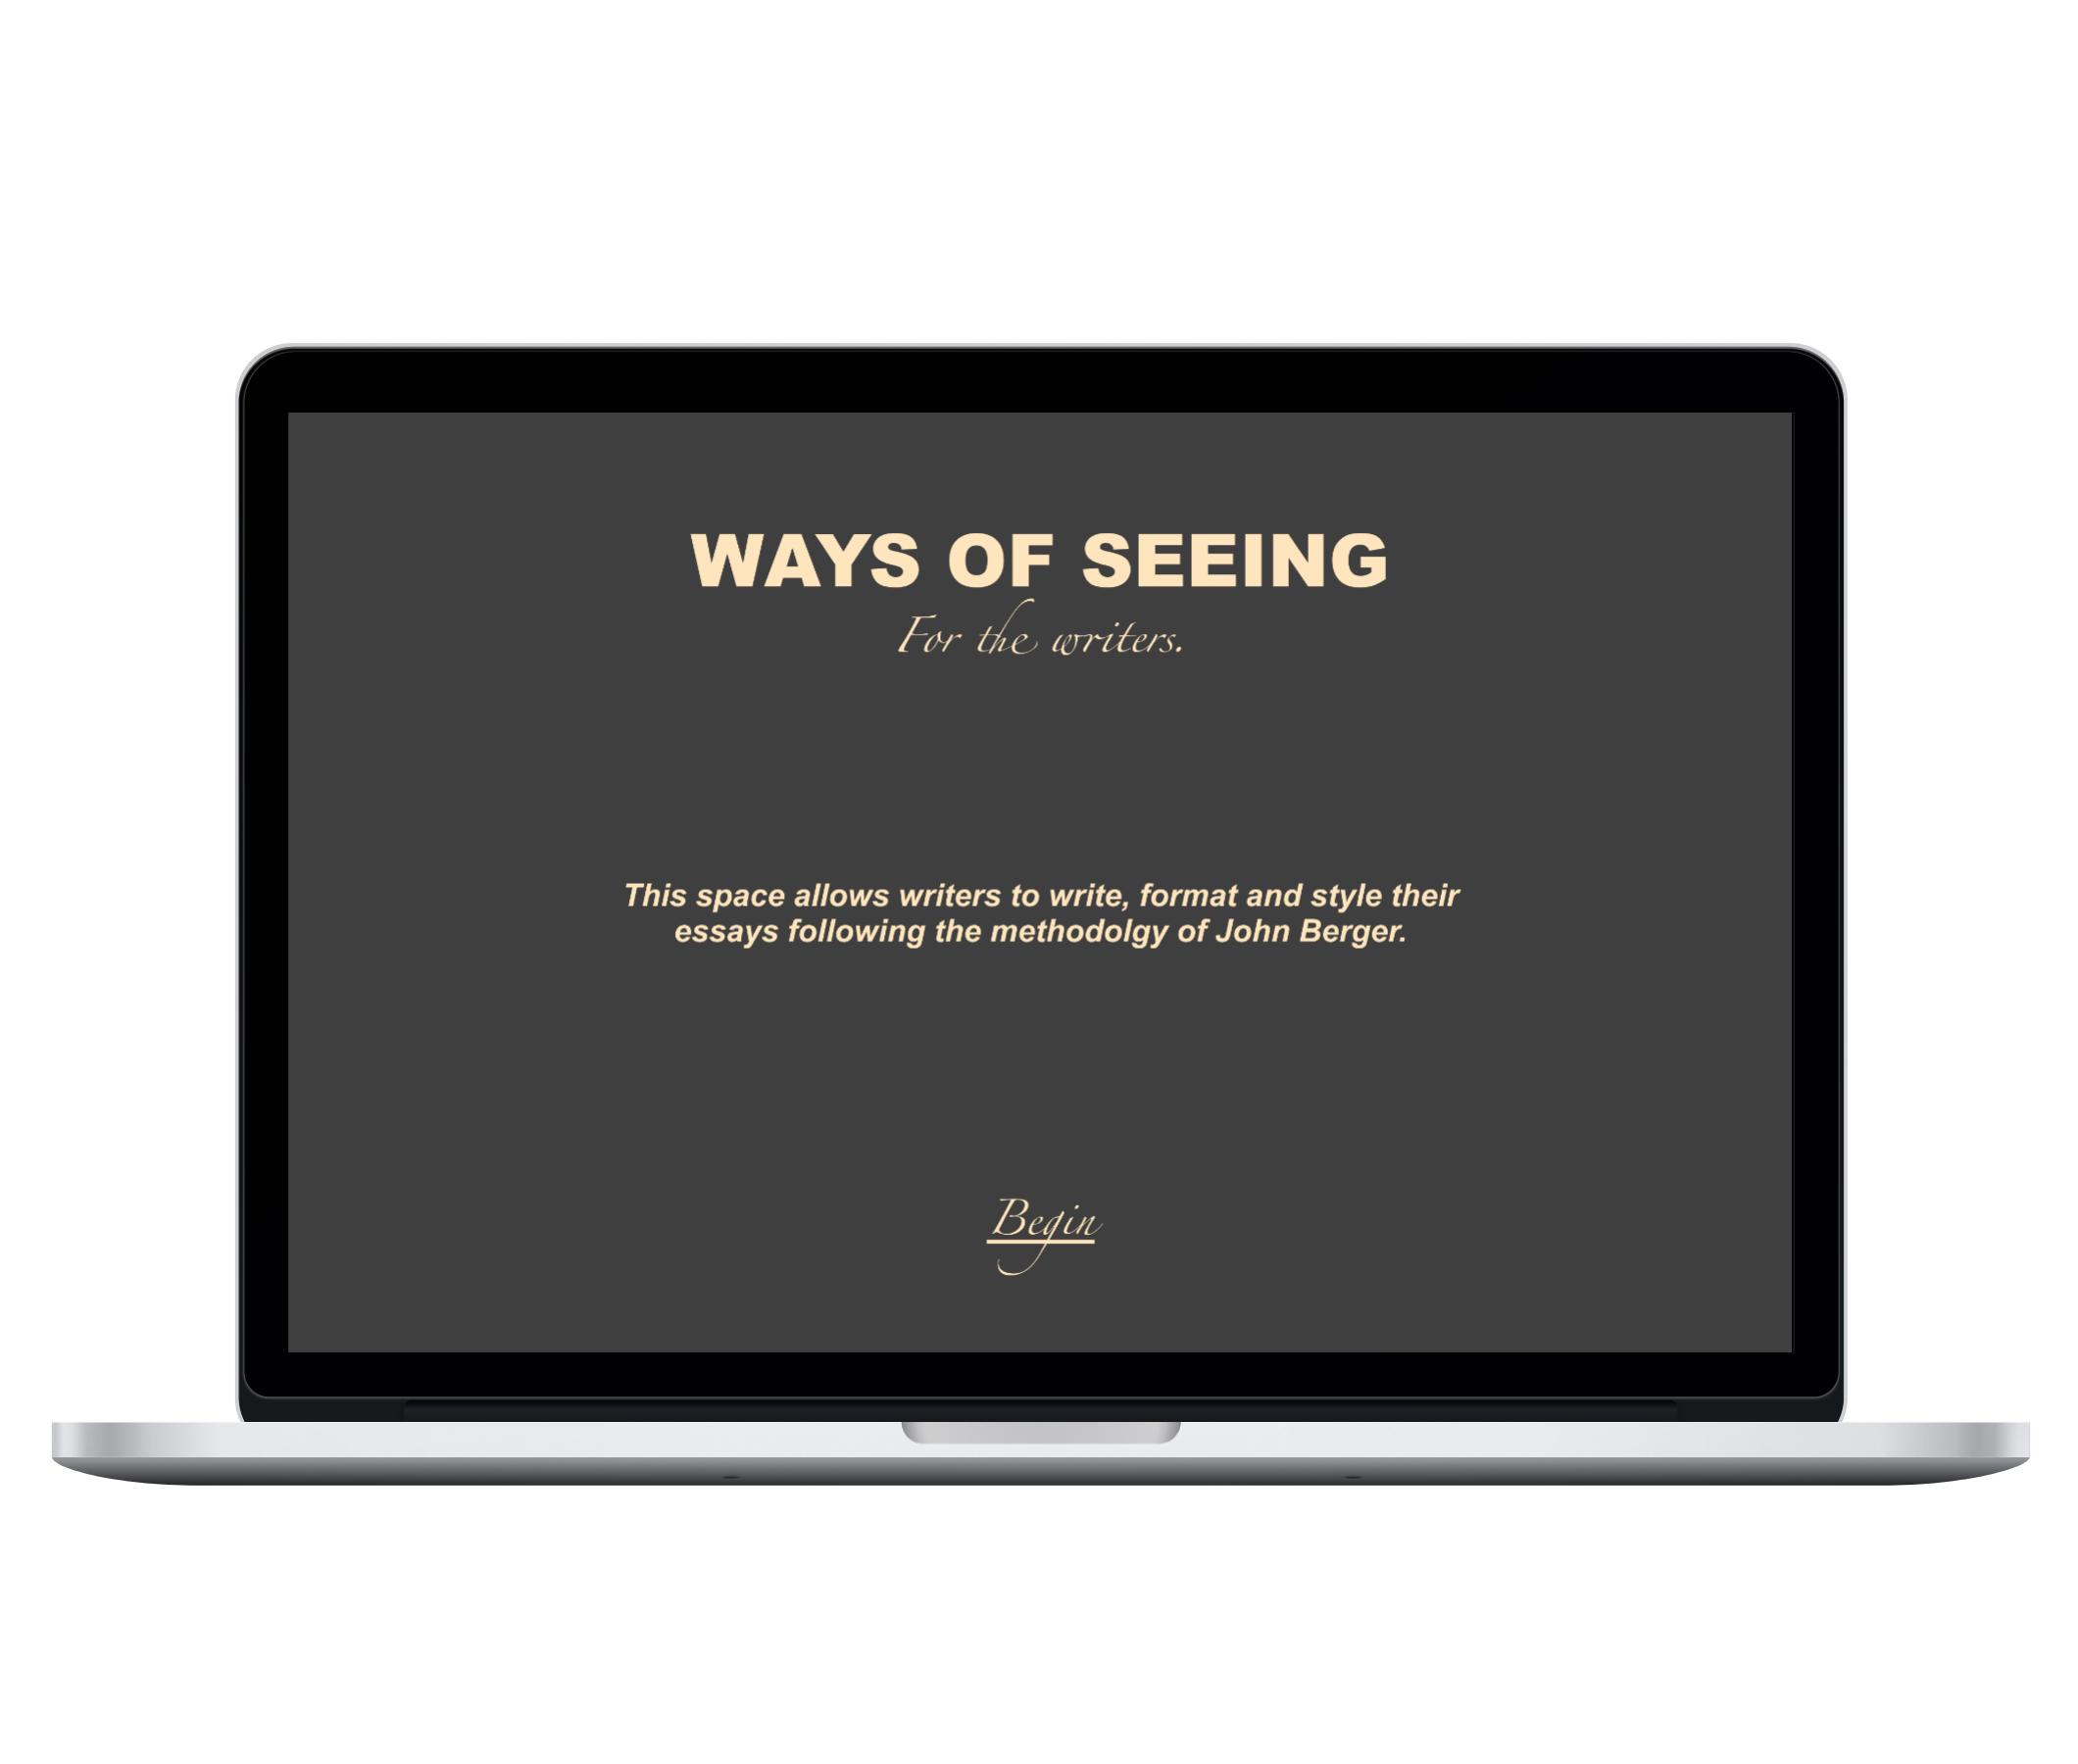 WAYS OF SEEING
For the writers.
This space allows writers to write, format and style their
essays following the methodolgy of John Berger.
Begin